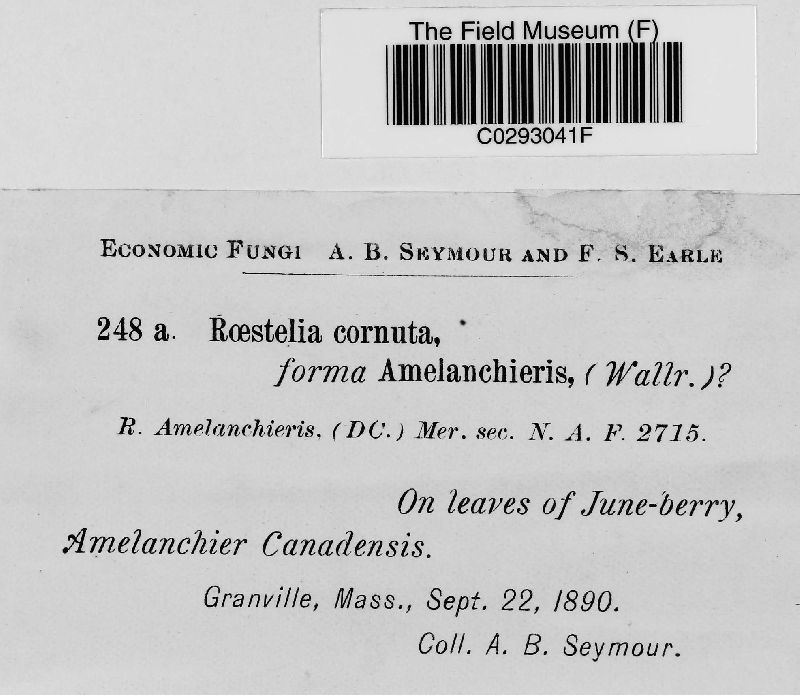 The Field Museum (F)
C0293041F
Economic Fungi A. B. Seymour and F. S. Earle
248 a. Rœstelia cornuta,
forma Amelanchieris, (Wallr.)?
R. Amelanchieris, (DC.) Mer. sec. N. A. F. 2715.
On leaves of June-berry,
Amelanchier Canadensis.
Granville, Mass., Sept. 22, 1890.
Coll. A. B. Seymour.